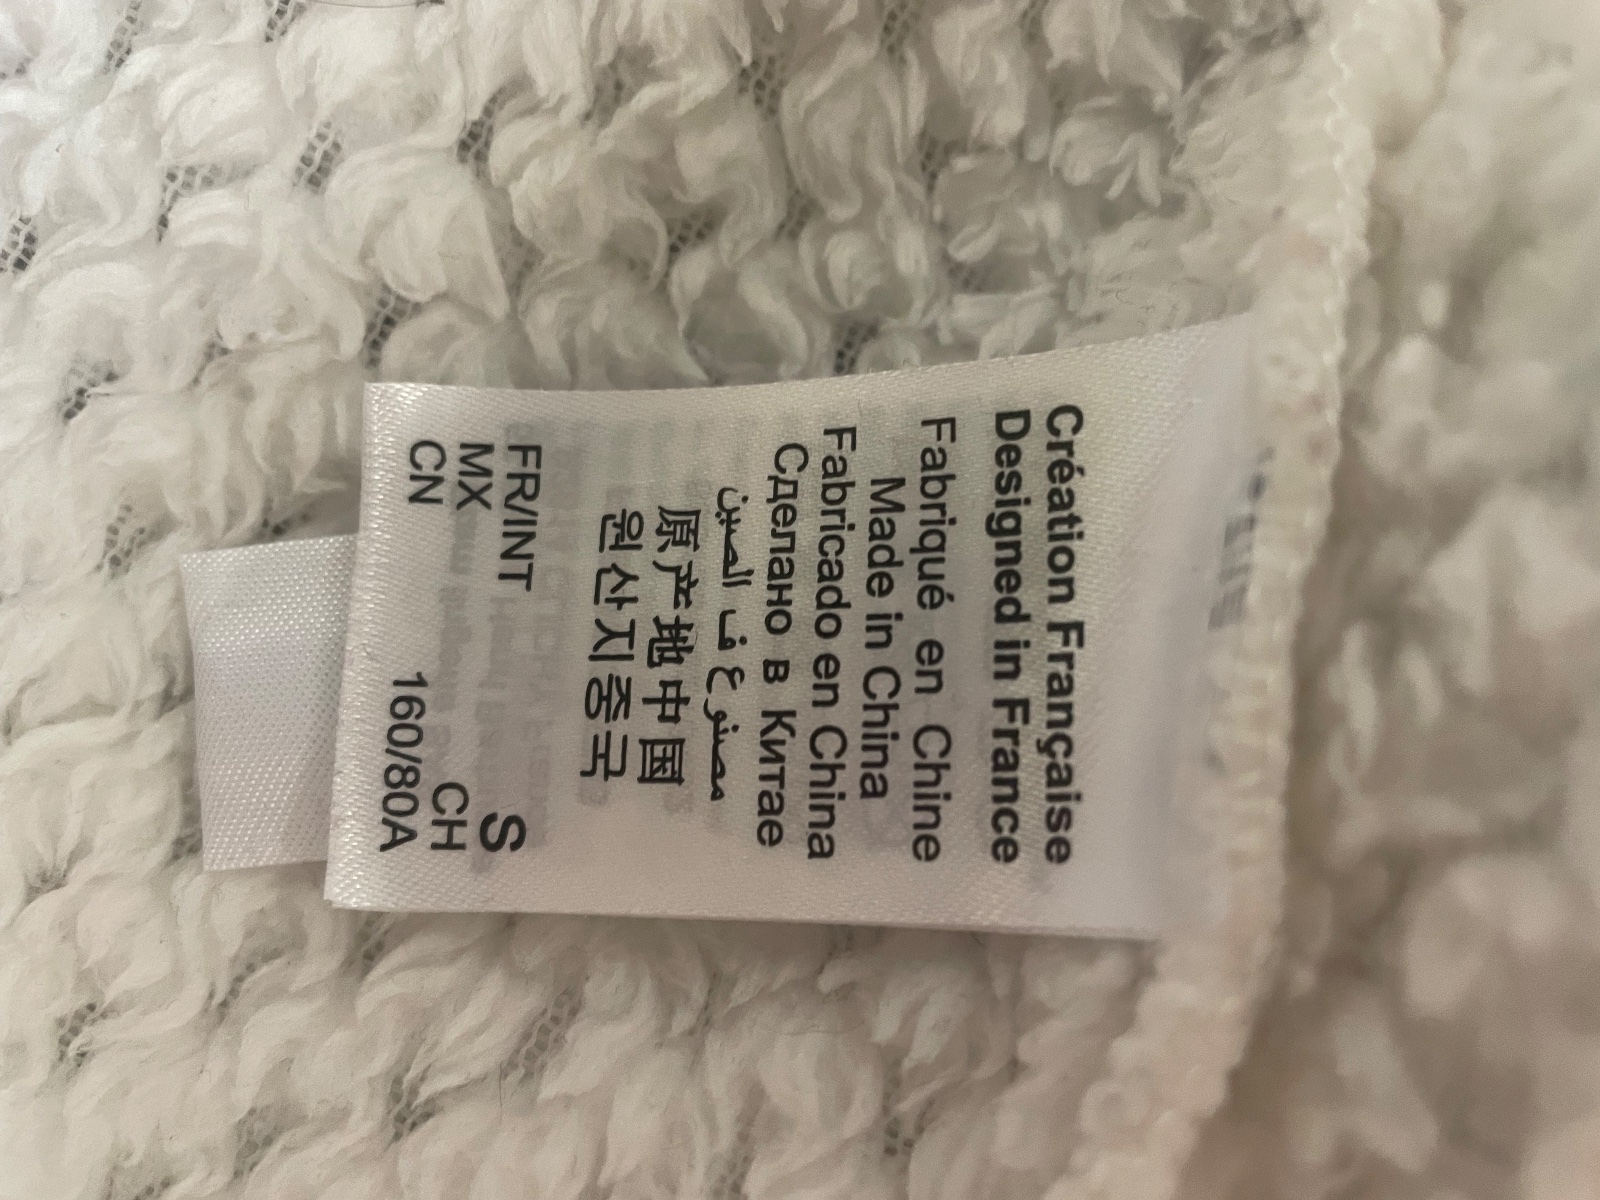 Création Française
Designed in France
Fabriqué en Chine
Made in China
Fabricado en China
Сделано в Китае
مصنوع ف الصين
原产地中国
원산지중국
FR/INT S
MX CH
CN 160/80A